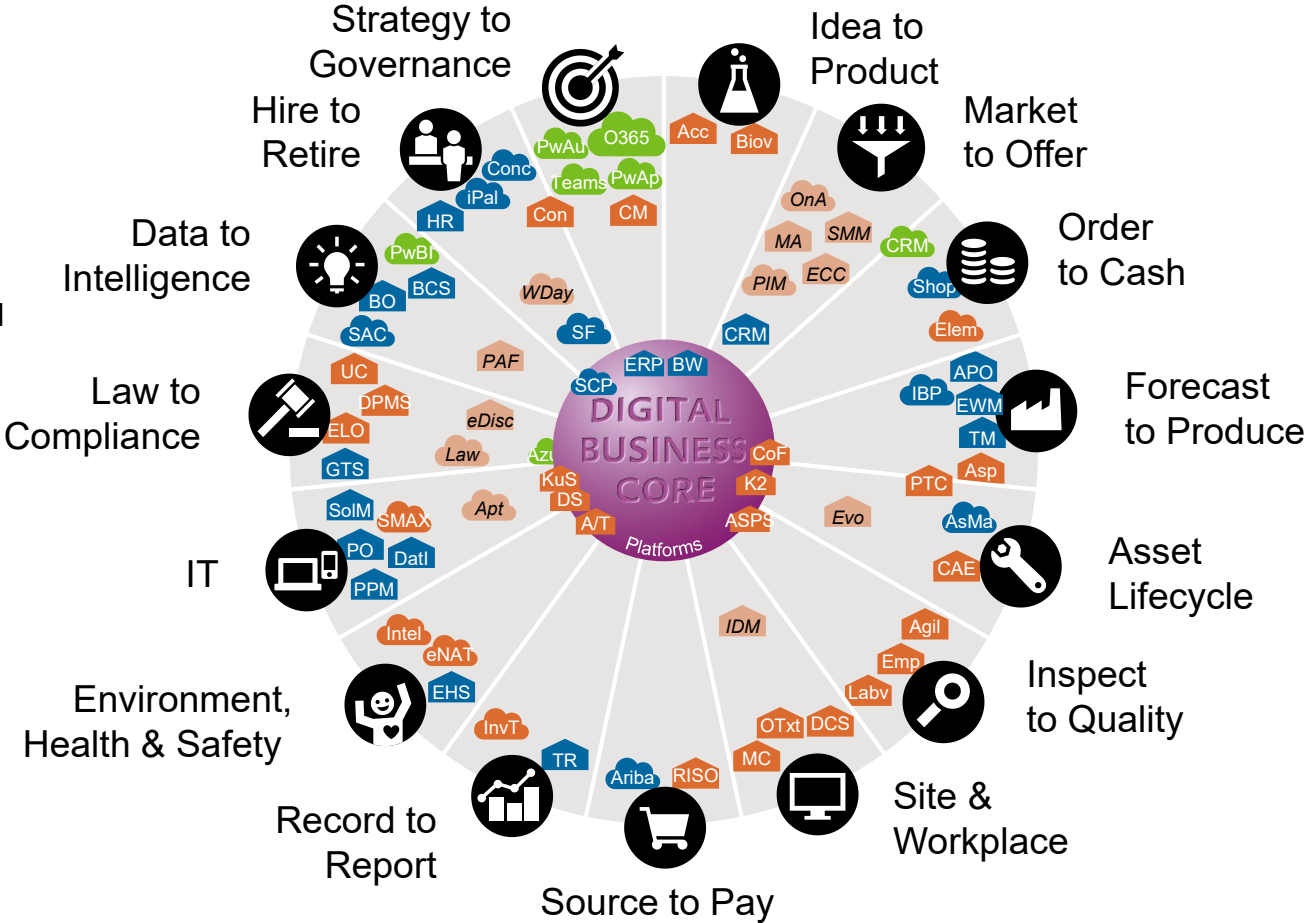 Strategy to
Governance
Idea to
Product
Hire to
Retire
Market
to Offer
Data to
Intelligence
Order
to Cash
Law to
Compliance
Forecast
to Produce
IT
Asset
Lifecycle
Environment,
Health & Safety
Inspect
to Quality
Record to
Report
Site &
Workplace
Source to Pay
PwAu
O365
Teams
PwAp
Con
CM
Acc
Biov
OnA
MA
SMM
PIM
ECC
CRM
CRM
Shop
Elem
APO
IBP
EWM
TM
Asp
PTC
Evo
AsMa
CAE
Agil
Emp
Labv
IDM
OTxt
DCS
MC
Ariba
RISO
InvT
TR
Intel
eNAT
EHS
SolM
SMAX
PO
DatI
PPM
Apt
UC
DPMS
ELO
GTS
eDisc
Law
PwBI
BO
BCS
SAC
PAF
Conc
iPal
HR
WDay
SF
SCP
ERP
BW
DIGITAL
BUSINESS
CORE
Platforms
CoF
K2
ASPS
KuS
DS
A/T